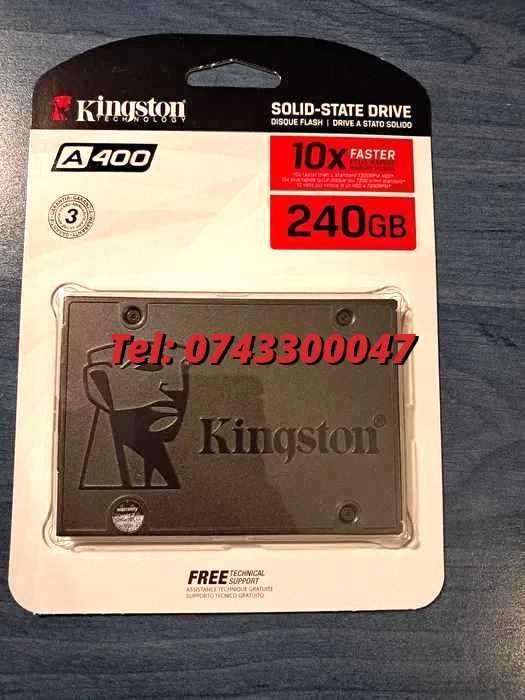 Kingston
TECHNOLOGY
SOLID-STATE DRIVE
DISQUE FLASH | DRIVE A STATO SOLIDO
A400
10x FASTER
240GB
3
Tel: 0743300047
Kingston®
warranty
FREE TECHNICAL SUPPORT
ASSISTANCE TECHNIQUE GRATUITE
SUPPORTO TECNICO GRATUITO